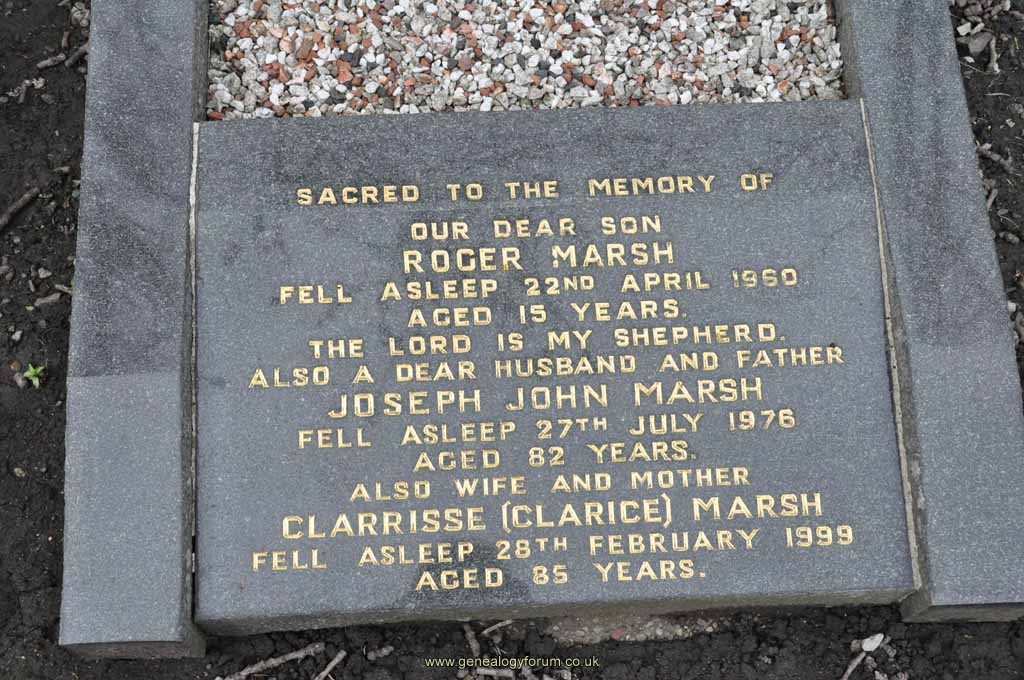 SACRED TO THE MEMORY OF
OUR DEAR SON
ROGER MARSH
FELL ASLEEP 22ND APRIL 1960
AGED 15 YEARS.
THE LORD IS MY SHEPHERD.
ALSO A DEAR HUSBAND AND FATHER
JOSEPH JOHN MARSH
FELL ASLEEP 27TH JULY 1976
AGED 82 YEARS.
ALSO WIFE AND MOTHER
CLARRISSE (CLARICE) MARSH
FELL ASLEEP 28TH FEBRUARY 1999
AGED 85 YEARS.
www.genealogyforum.co.uk